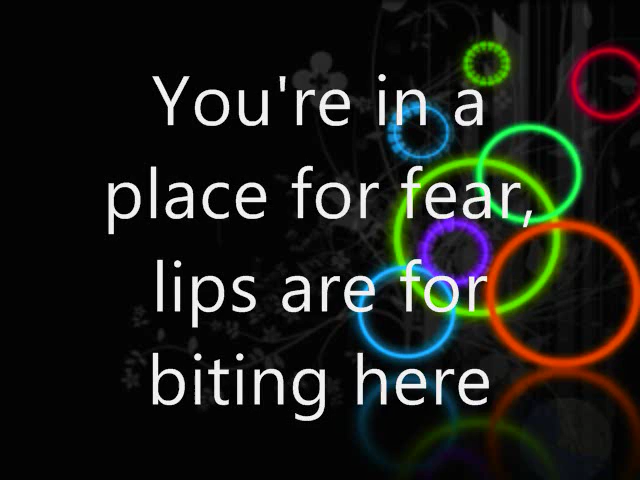 You're in a
place for fear,
lips are for
biting here